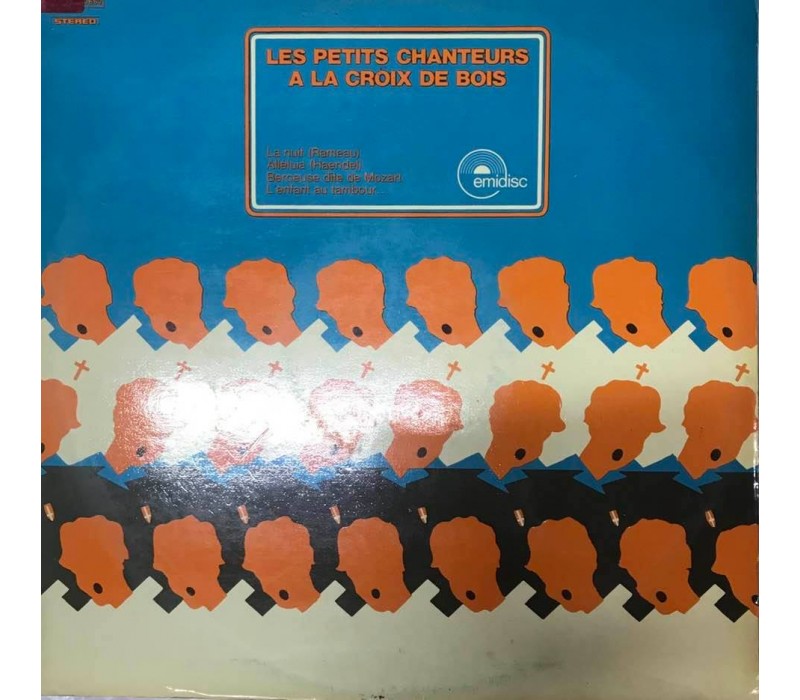 STEREO
LES PETITS CHANTEURS
A LA CROIX DE BOIS
La nuit (Rameau).
Alleluia (Haendel)
Berceuse dite de Mozart.
L'enfant au tambour...
emidisc